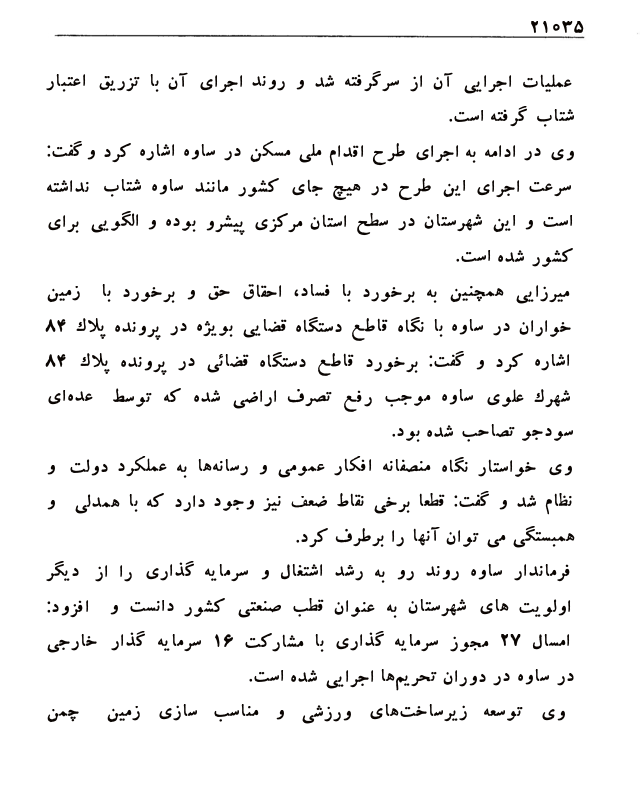 ۲۱۰۳۵
عملیات اجرایی آن از سرگرفته شد و روند اجرای آن با تزریق اعتبار
شتاب گرفته است.
وی در ادامه به اجرای طرح اقدام ملی مسکن در ساوه اشاره کرد و گفت:
سرعت اجرای این طرح در هیچ جای کشور مانند ساوه شتاب نداشته
است و این شهرستان در سطح استان مرکزی پیشرو بوده و الگویی برای
کشور شده است.
میرزایی همچنین به برخورد با فساد، احقاق حق و برخورد با زمین
خواران در ساوه با نگاه قاطع دستگاه قضایی بویژه در پرونده پلاك ۸۴
اشاره کرد و گفت: برخورد قاطع دستگاه قضائی در پرونده پلاك ۸۴
شهرك علوی ساوه موجب رفع تصرف اراضی شده که توسط عده‌ای
سودجو تصاحب شده بود.
وی خواستار نگاه منصفانه افکار عمومی و رسانه‌ها به عملکرد دولت و
نظام شد و گفت: قطعا برخی نقاط ضعف نیز وجود دارد که با همدلی و
همبستگی می توان آنها را برطرف کرد.
فرماندار ساوه روند رو به رشد اشتغال و سرمایه گذاری را از دیگر
اولویت های شهرستان به عنوان قطب صنعتی کشور دانست و افزود:
امسال ۲۷ مجوز سرمایه گذاری با مشارکت ۱۶ سرمایه گذار خارجی
در ساوه در دوران تحریم‌ها اجرایی شده است.
وی توسعه زیرساخت‌های ورزشی و مناسب سازی زمین چمن